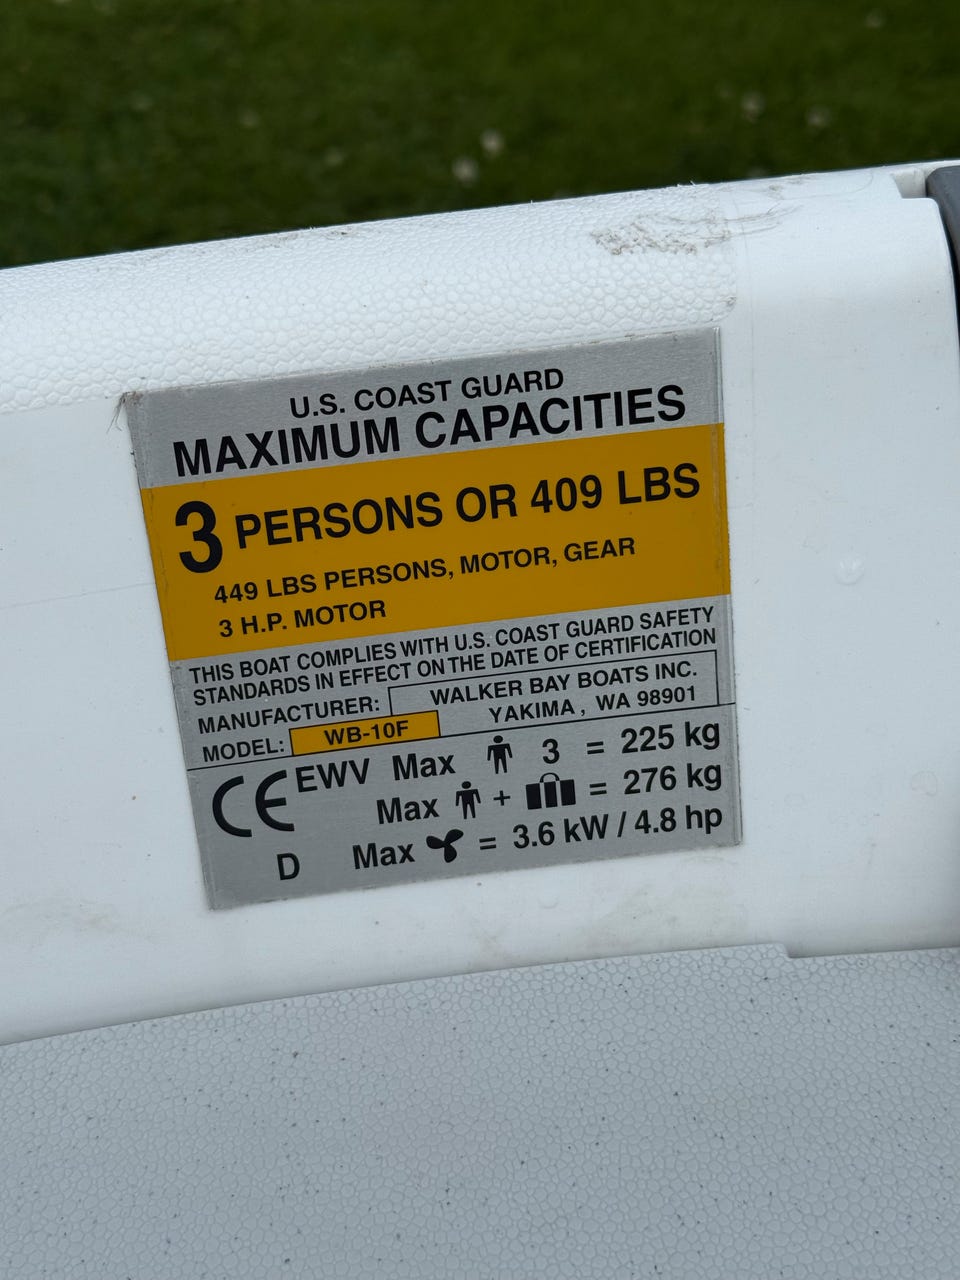 U.S. COAST GUARD
MAXIMUM CAPACITIES
3 PERSONS OR 409 LBS
449 LBS PERSONS, MOTOR, GEAR
3 H.P. MOTOR
THIS BOAT COMPLIES WITH U.S. COAST GUARD SAFETY
STANDARDS IN EFFECT ON THE DATE OF CERTIFICATION
MANUFACTURER: WALKER BAY BOATS INC.
YAKIMA, WA 98901
MODEL: WB-10F
CE EWV Max 3 = 225 kg
Max + = 276 kg
D Max = 3.6 kW / 4.8 hp